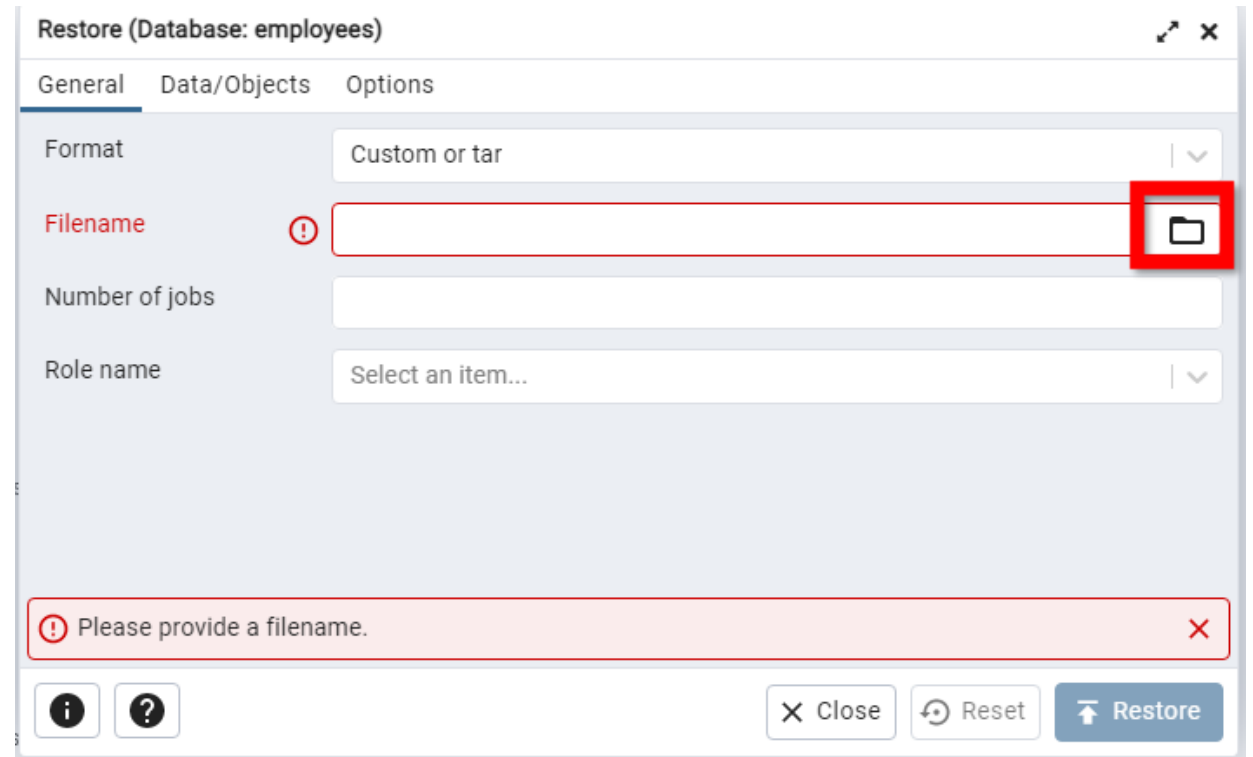 Restore (Database: employees)
General Data/Objects Options
Format Custom or tar
Filename
Number of jobs
Role name Select an item...
Please provide a filename.
Close Reset Restore